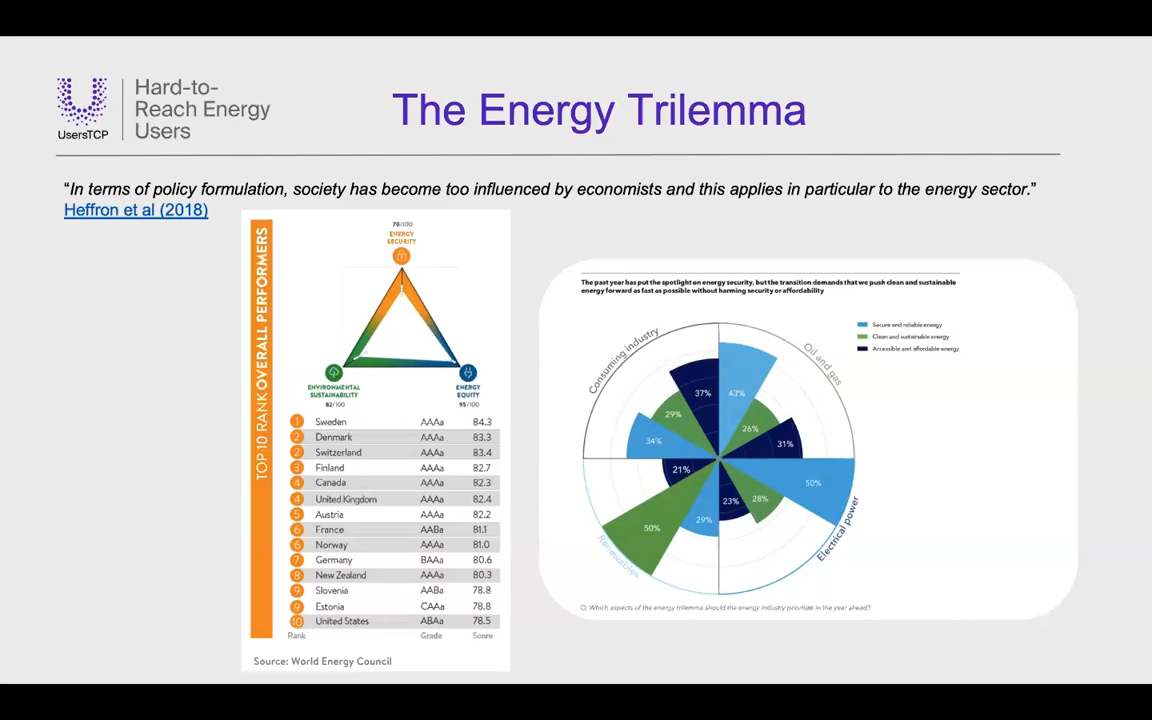 UsersTCP
Hard-to-
Reach Energy
Users
The Energy Trilemma
“In terms of policy formulation, society has become too influenced by economists and this applies in particular to the energy sector.”
Heffron et al (2018)
TOP 10 RANK OVERALL PERFORMERS
70/100
ENERGY
SECURITY
ENVIRONMENTAL
SUSTAINABILITY
82/100
ENERGY
EQUITY
95/100
1 Sweden AAAa 84.3
2 Denmark AAAa 83.3
2 Switzerland AAAa 83.4
3 Finland AAAa 82.7
4 Canada AAAa 82.3
4 United Kingdom AAAa 82.4
5 Austria AAAa 82.2
6 France AABa 81.1
6 Norway AAAa 81.0
7 Germany BAAa 80.6
8 New Zealand AAAa 80.3
9 Slovenia AABa 78.8
9 Estonia CAAa 78.8
10 United States ABAa 78.5
Rank Grade Score
Source: World Energy Council
The past year has put the spotlight on energy security, but the transition demands that we push clean and sustainable
energy forward as fast as possible without harming security or affordability
Secure and reliable energy
Clean and sustainable energy
Accessible and affordable energy
Consuming industry
Oil and gas
37%
43%
29%
26%
34%
31%
21%
50%
50%
29%
23%
28%
Renewables
Electrical power
Q: Which aspects of the energy trilemma should the energy industry prioritize in the year ahead?